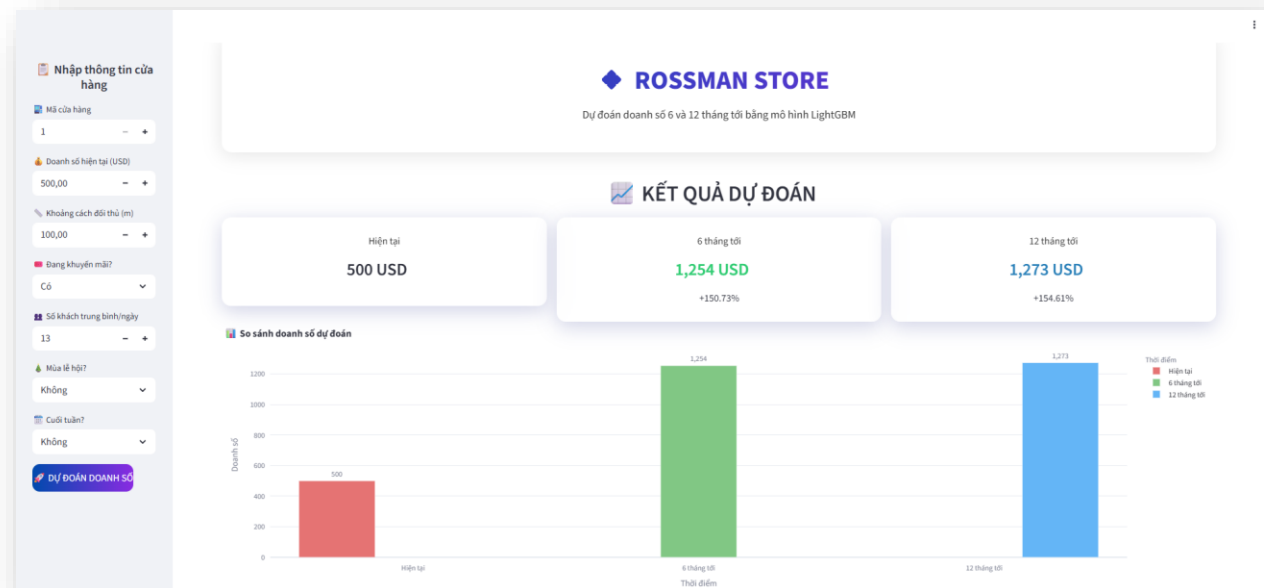 Nhập thông tin cửa
hàng
Mã cửa hàng
1
Doanh số hiện tại (USD)
500,00
Khoảng cách đối thủ (m)
100,00
Đang khuyến mãi?
Có
Số khách trung bình/ngày
13
Mùa lễ hội?
Không
Cuối tuần?
Không
DỰ ĐOÁN DOANH SỐ
ROSSMAN STORE
Dự đoán doanh số 6 và 12 tháng tới bằng mô hình LightGBM
KẾT QUẢ DỰ ĐOÁN
Hiện tại
500 USD
6 tháng tới
1,254 USD
+150.73%
12 tháng tới
1,273 USD
+154.61%
So sánh doanh số dự đoán
Doanh số
1200
1000
800
600
400
200
0
500
1,254
1,273
Hiện tại
6 tháng tới
12 tháng tới
Thời điểm
Thời điểm
Hiện tại
6 tháng tới
12 tháng tới